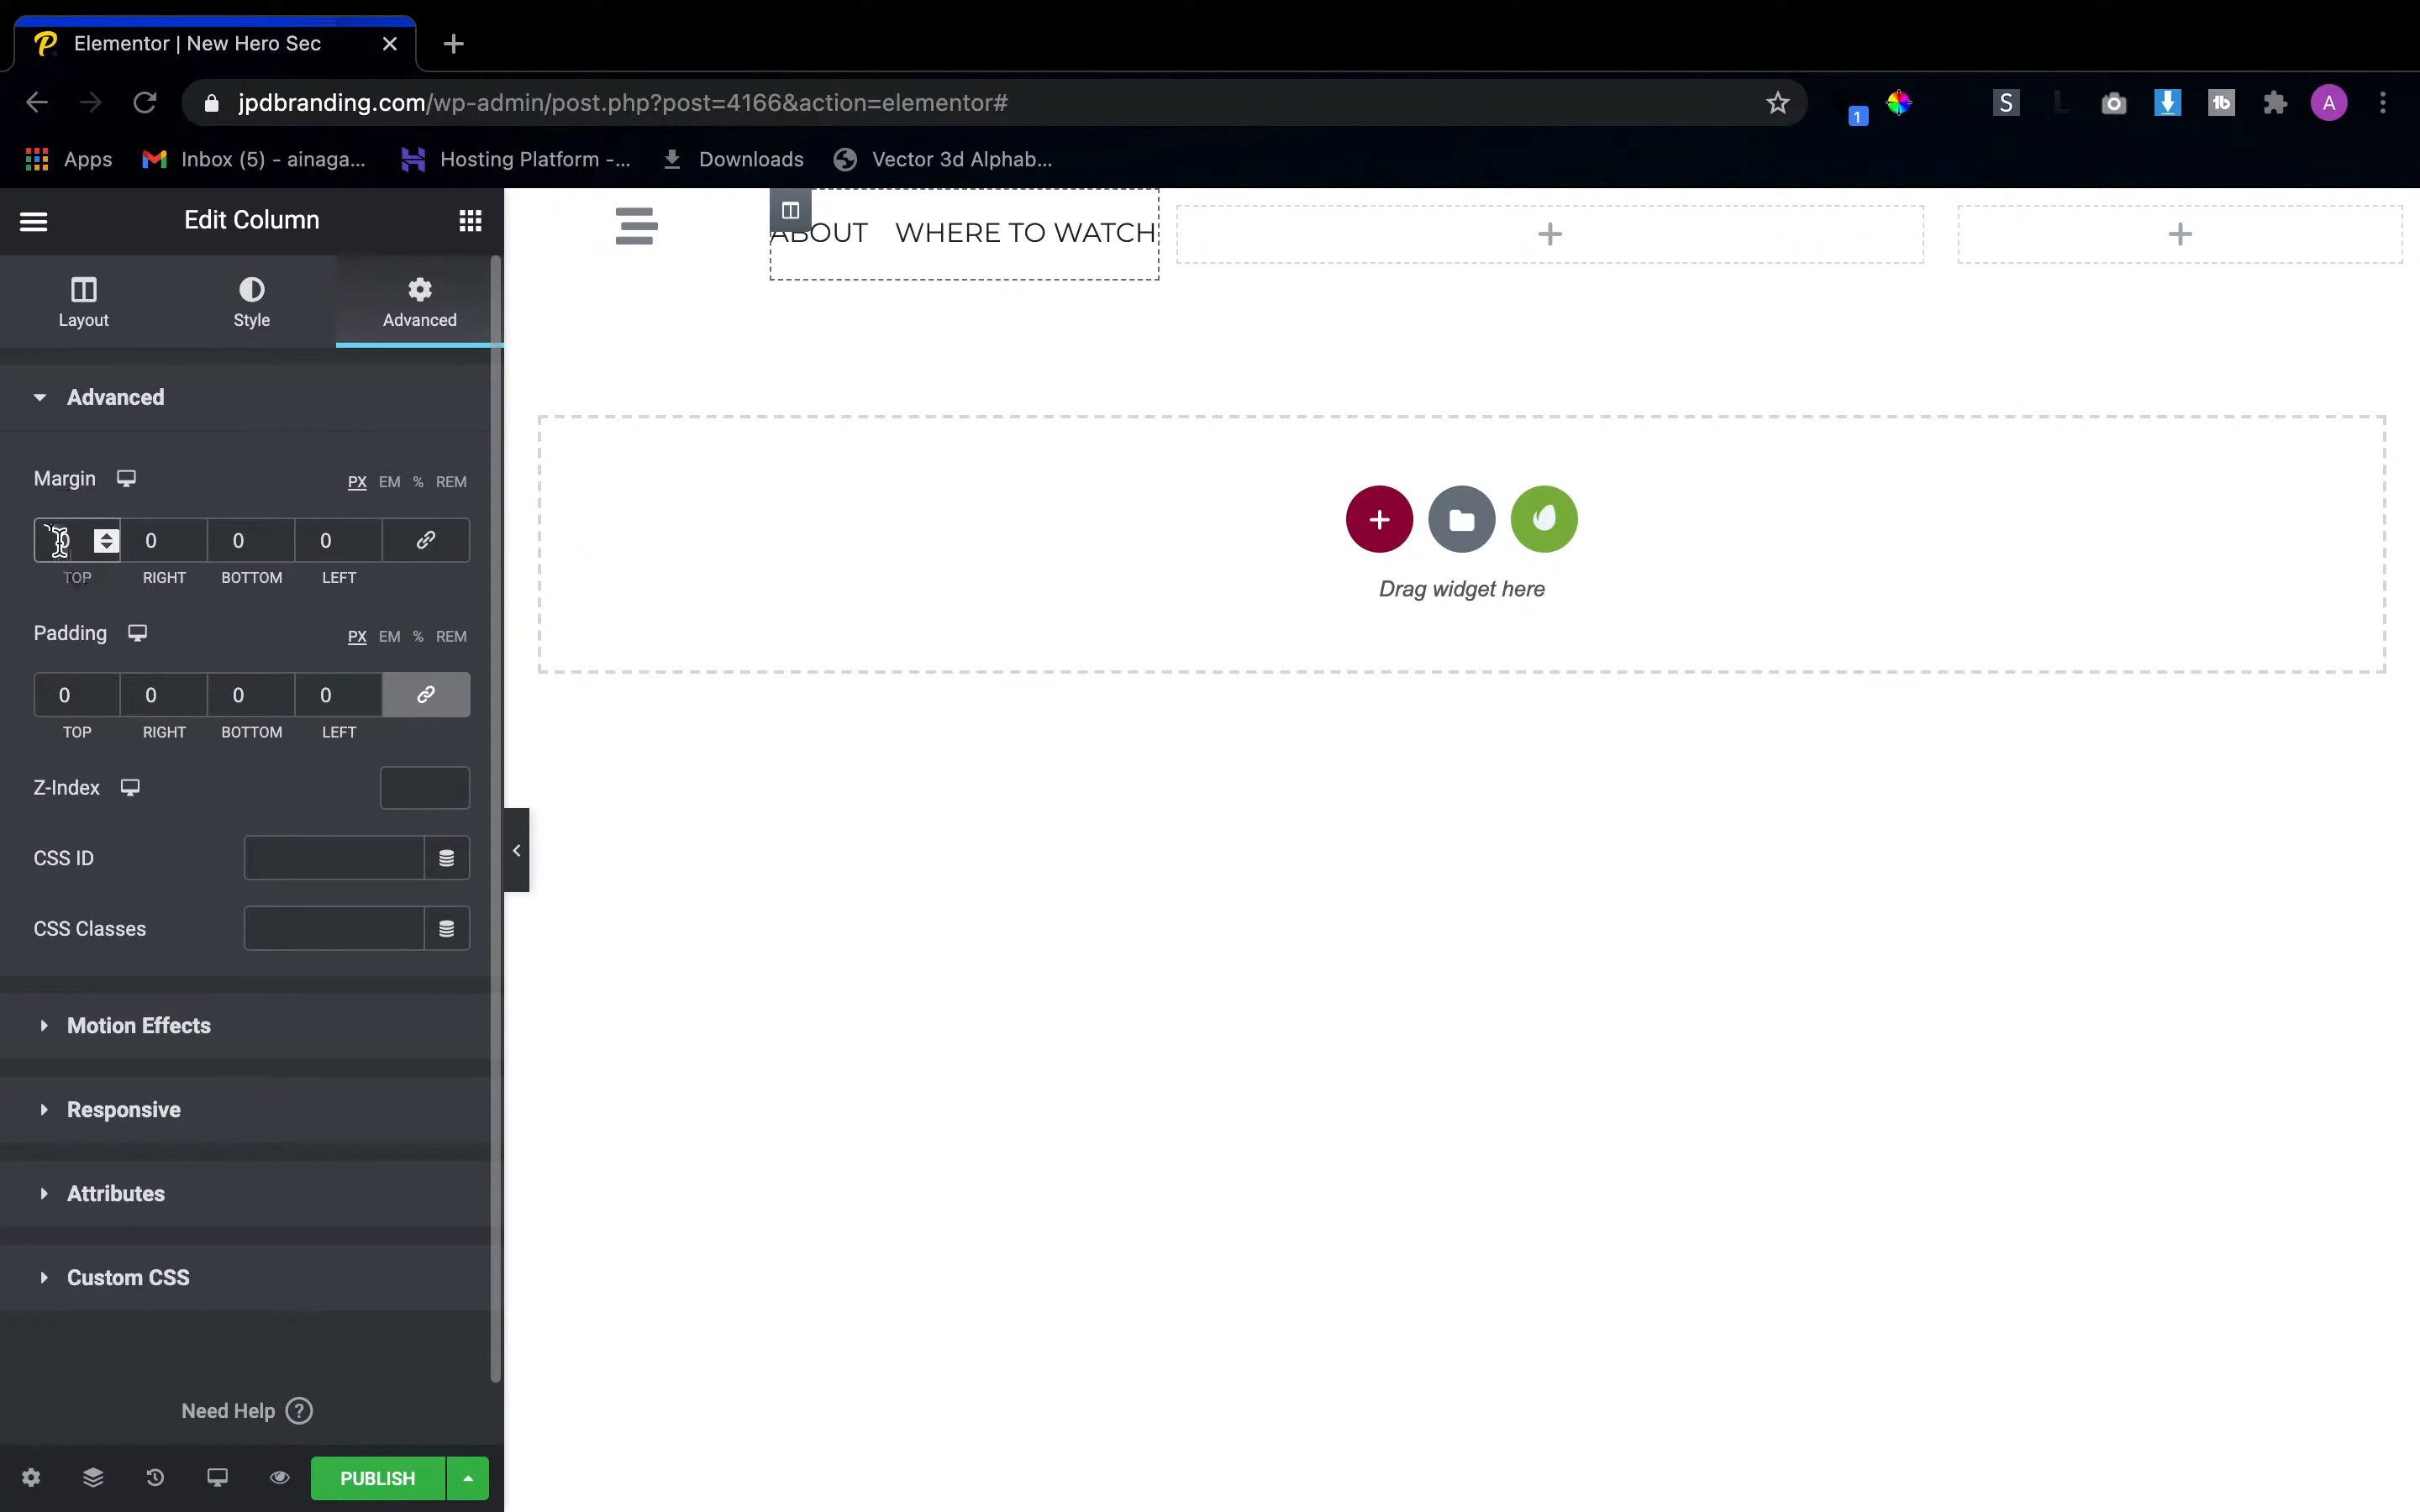 Elementor | New Hero Sec
jpdbranding.com/wp-admin/post.php?post=4166&action=elementor#
1
S
L
tb
A
Apps
Inbox (5) - ainaga...
Hosting Platform -...
Downloads
Vector 3d Alphab...
Edit Column
ABOUT WHERE TO WATCH
Layout
Style
Advanced
Advanced
Margin
PX EM % REM
0 0 0 0
TOP RIGHT BOTTOM LEFT
Drag widget here
Padding
PX EM % REM
0 0 0 0
TOP RIGHT BOTTOM LEFT
Z-Index
CSS ID
CSS Classes
Motion Effects
Responsive
Attributes
Custom CSS
Need Help ?
PUBLISH